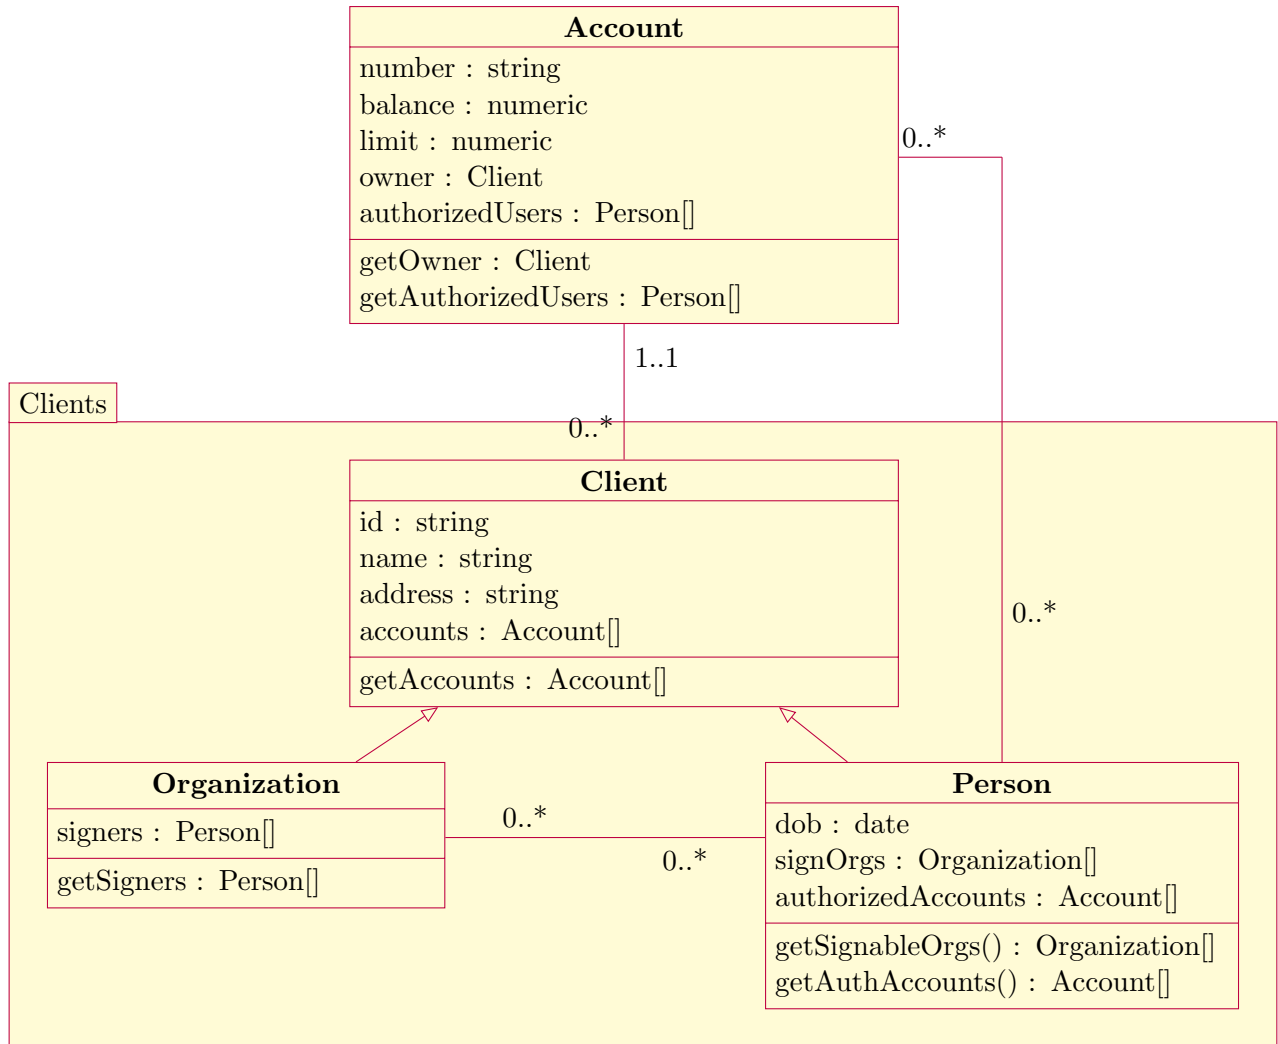 Account
number : string
balance : numeric
limit : numeric
owner : Client
authorizedUsers : Person[]
getOwner : Client
getAuthorizedUsers : Person[]
0..*
1..1
Clients
0..*
Client
id : string
name : string
address : string
accounts : Account[]
getAccounts : Account[]
0..*
Organization
signers : Person[]
getSigners : Person[]
0..*
0..*
Person
dob : date
signOrgs : Organization[]
authorizedAccounts : Account[]
getSignableOrgs() : Organization[]
getAuthAccounts() : Account[]